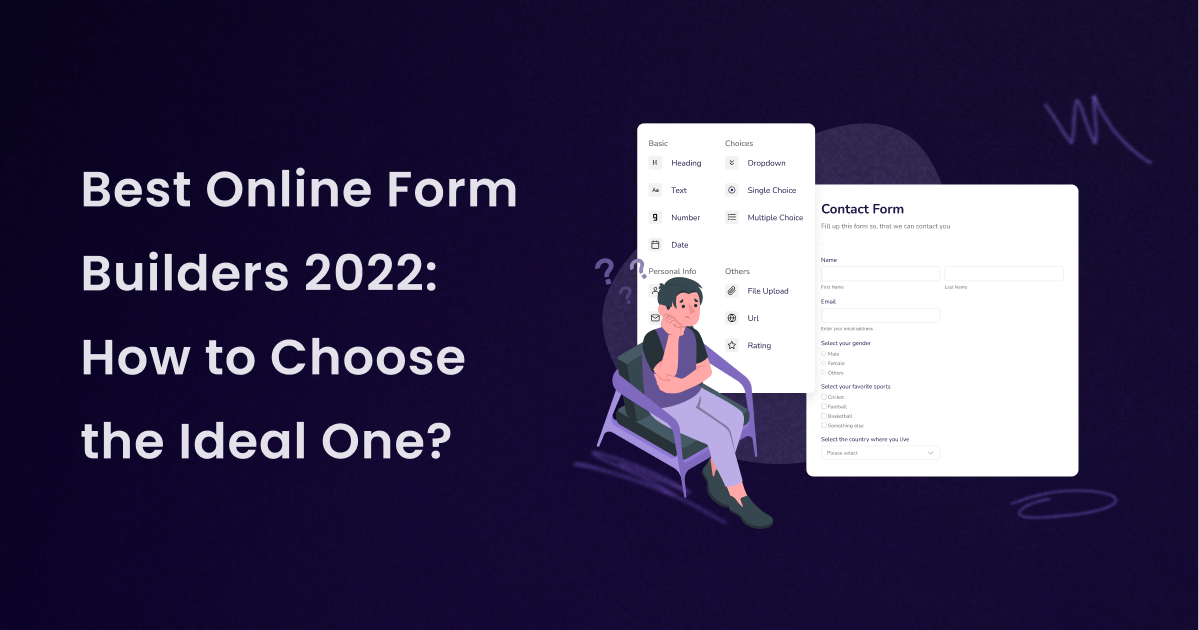 Best Online Form
Builders 2022:
How to Choose
the Ideal One?
Basic
Heading
Text
Number
Date
Choices
Dropdown
Single Choice
Multiple Choice
Personal Info
Others
File Upload
Url
Rating
? ? ?
Contact Form
Fill up this form so, that we can contact you
Name
First Name
Last Name
Email
Enter your email address
Select your gender
Male
Female
Others
Select your favorite sports
Cricket
Football
Basketball
Something else
Select the country where you live
Please select